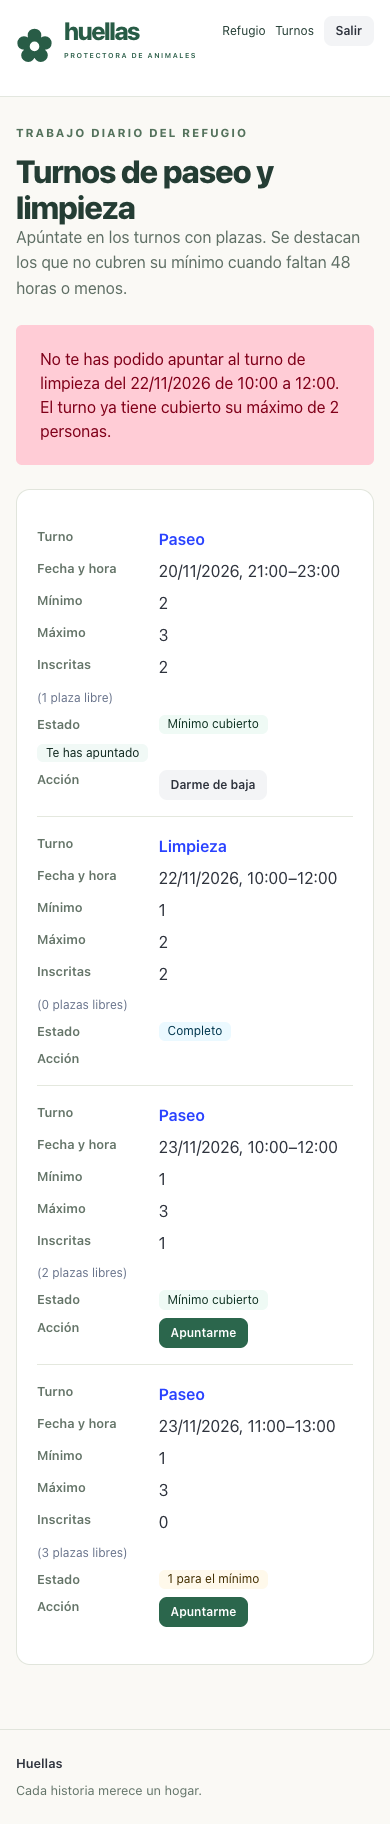 huellas
PROTECTORA DE ANIMALES
Refugio Turnos Salir
TRABAJO DIARIO DEL REFUGIO
Turnos de paseo y
limpieza
Apúntate en los turnos con plazas. Se destacan
los que no cubren su mínimo cuando faltan 48
horas o menos.
No te has podido apuntar al turno de
limpieza del 22/11/2026 de 10:00 a 12:00.
El turno ya tiene cubierto su máximo de 2
personas.
Turno Paseo
Fecha y hora 20/11/2026, 21:00–23:00
Mínimo 2
Máximo 3
Inscritas 2
(1 plaza libre)
Estado Mínimo cubierto
Te has apuntado
Acción Darme de baja
Turno Limpieza
Fecha y hora 22/11/2026, 10:00–12:00
Mínimo 1
Máximo 2
Inscritas 2
(0 plazas libres)
Estado Completo
Acción
Turno Paseo
Fecha y hora 23/11/2026, 10:00–12:00
Mínimo 1
Máximo 3
Inscritas 1
(2 plazas libres)
Estado Mínimo cubierto
Acción Apuntarme
Turno Paseo
Fecha y hora 23/11/2026, 11:00–13:00
Mínimo 1
Máximo 3
Inscritas 0
(3 plazas libres)
Estado 1 para el mínimo
Acción Apuntarme
Huellas
Cada historia merece un hogar.